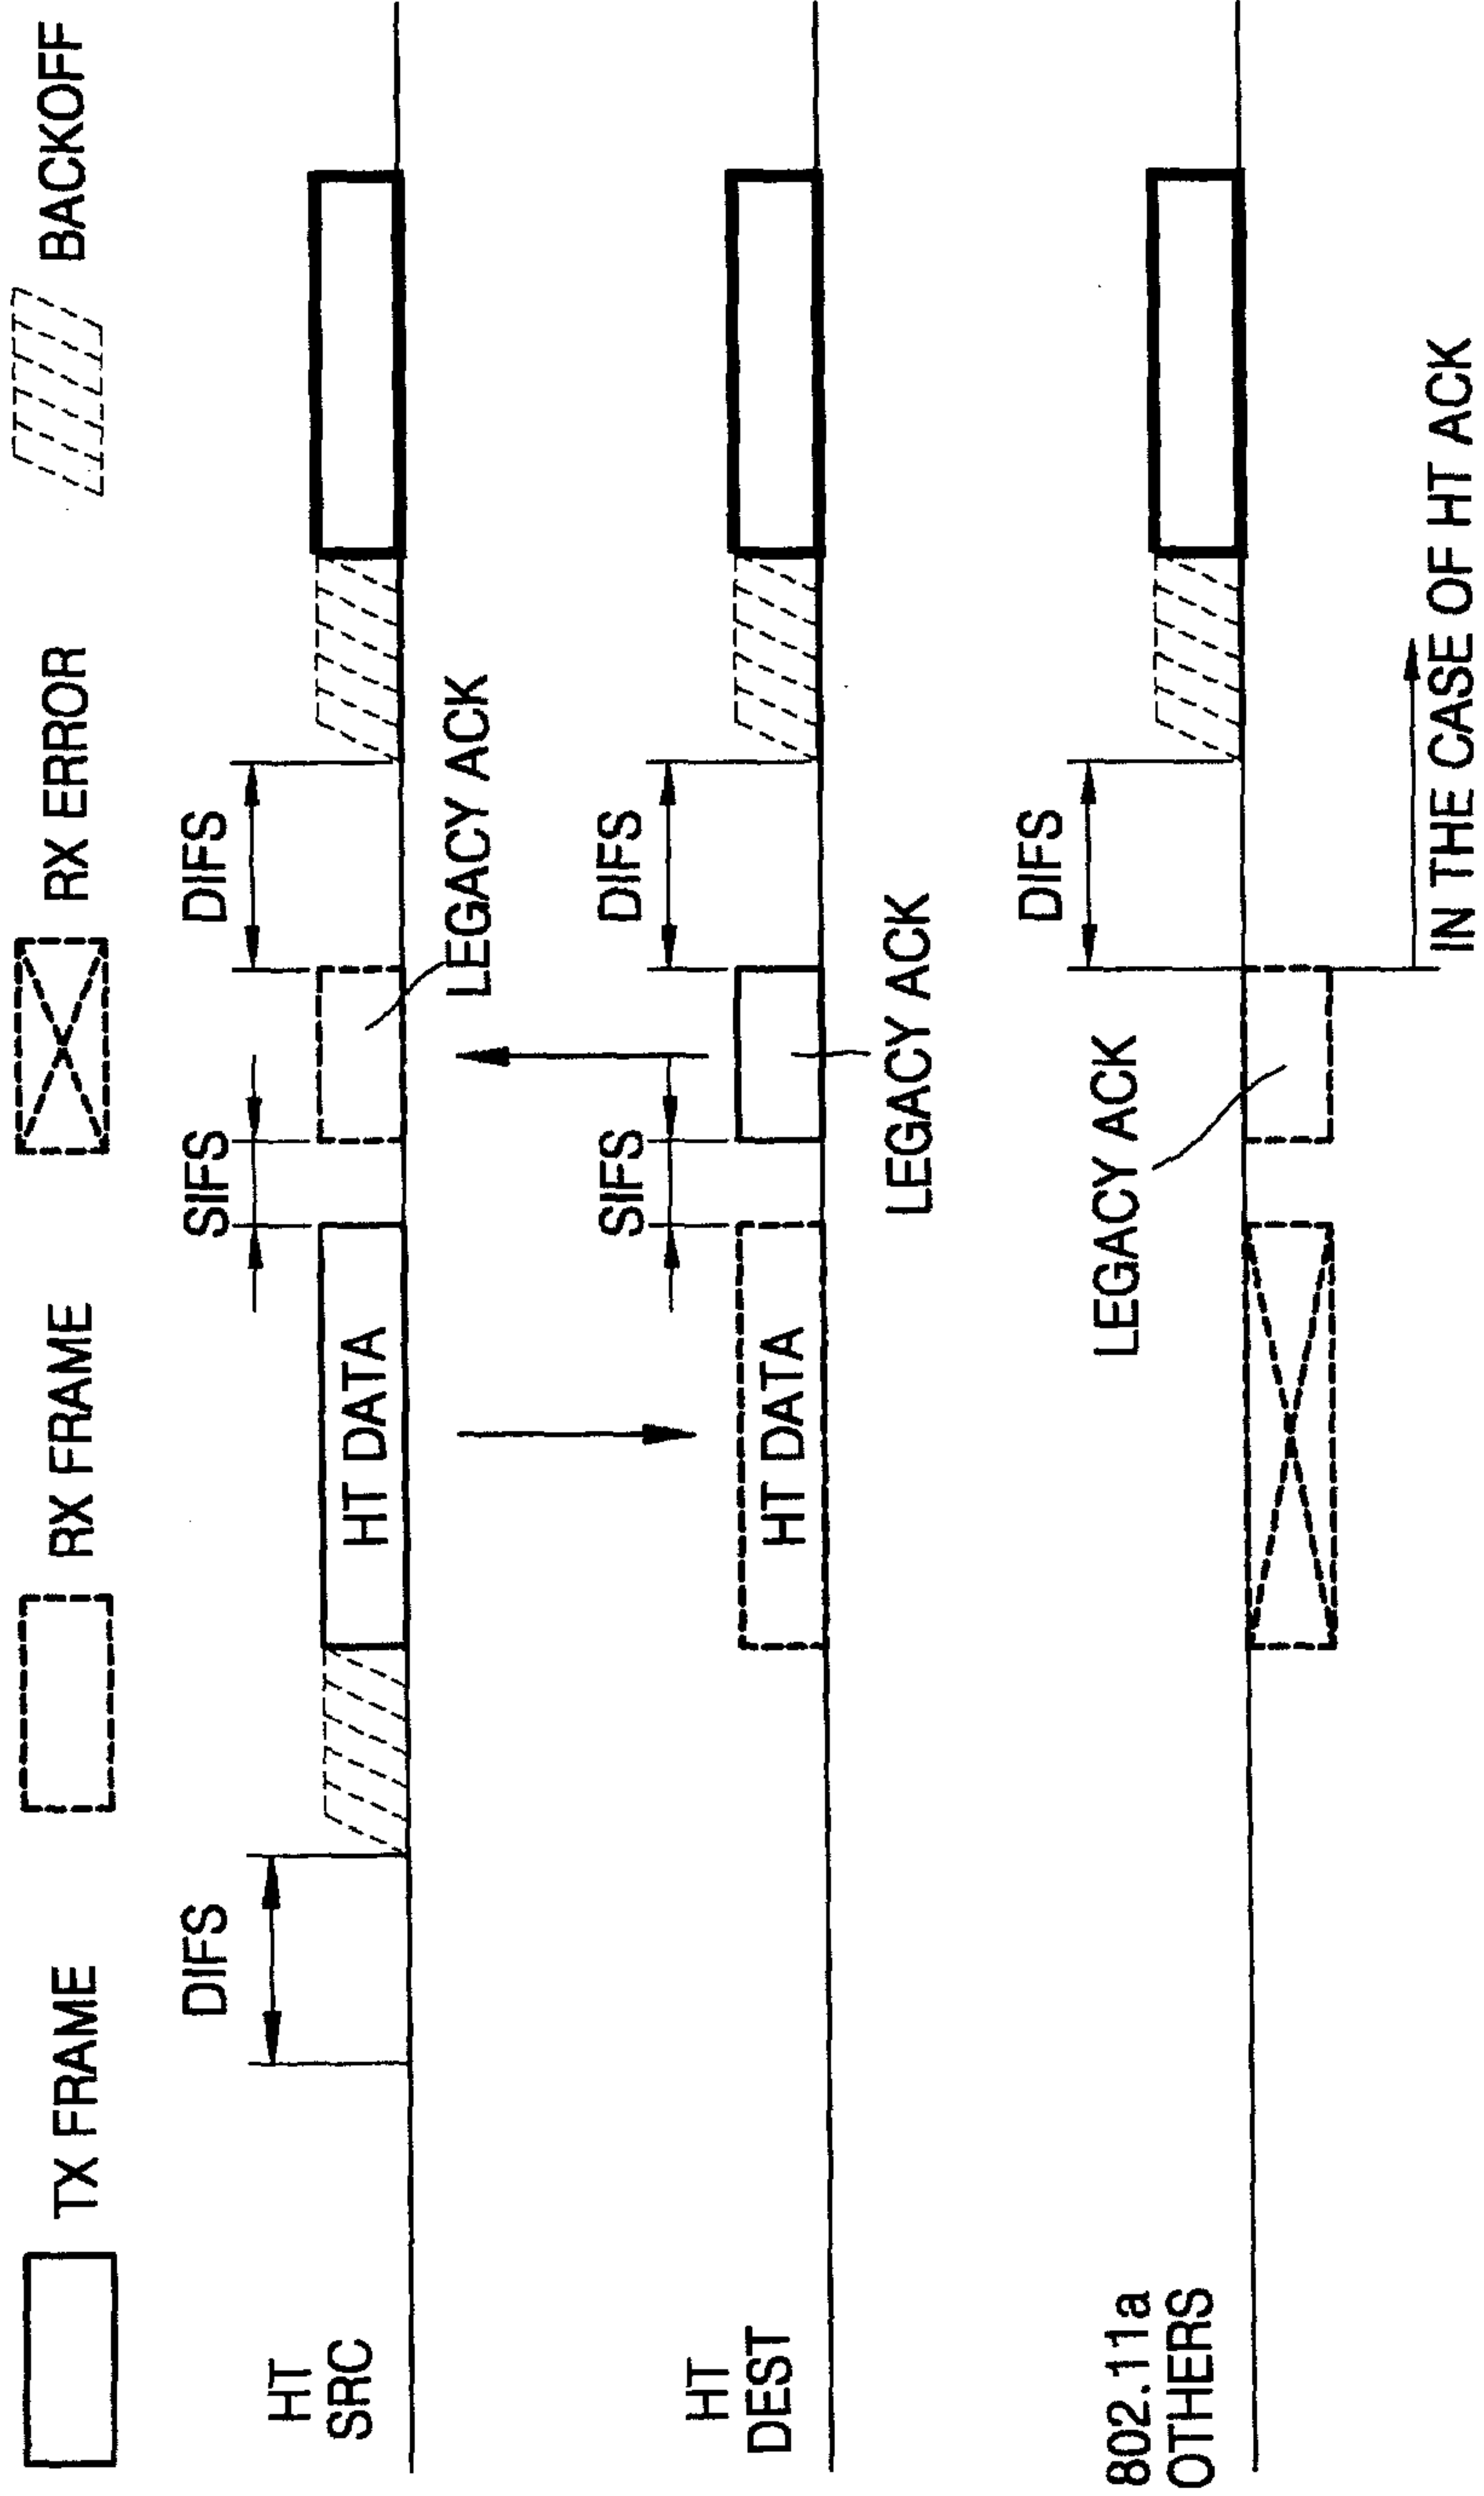 TX FRAME
RX FRAME
RX ERROR
BACKOFF
HT
SRC
DIFS
HT DATA
SIFS
LEGACY ACK
DIFS
HT
DEST
HT DATA
SIFS
LEGACY ACK
DIFS
802.11a
OTHERS
LEGACY ACK
DIFS
IN THE CASE OF HT ACK